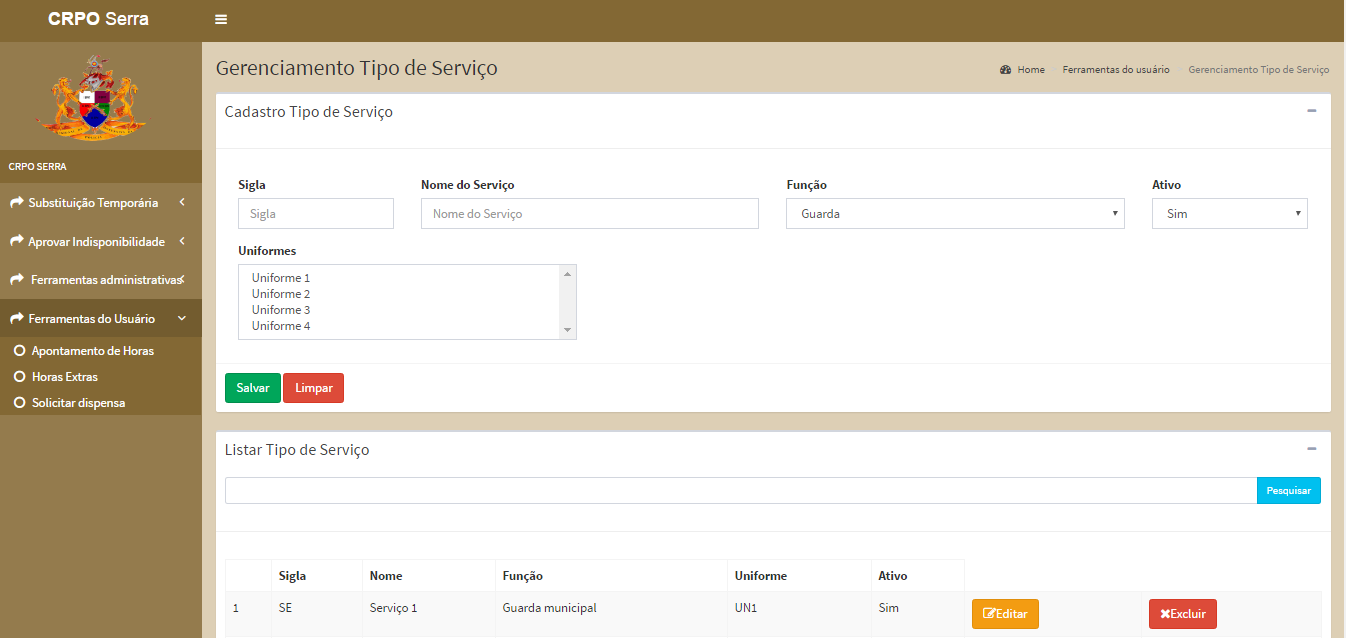 CRPO Serra
Gerenciamento Tipo de Serviço
Home Ferramentas do usuário Gerenciamento Tipo de Serviço
CRPO SERRA
Substituição Temporária
Aprovar Indisponibilidade
Ferramentas administrativas
Ferramentas do Usuário
Apontamento de Horas
Horas Extras
Solicitar dispensa
Cadastro Tipo de Serviço
Sigla Nome do Serviço Função Ativo
Sigla Nome do Serviço Guarda Sim
Uniformes
Uniforme 1
Uniforme 2
Uniforme 3
Uniforme 4
Salvar Limpar
Listar Tipo de Serviço
Pesquisar
Sigla Nome Função Uniforme Ativo
1 SE Serviço 1 Guarda municipal UN1 Sim Editar Excluir